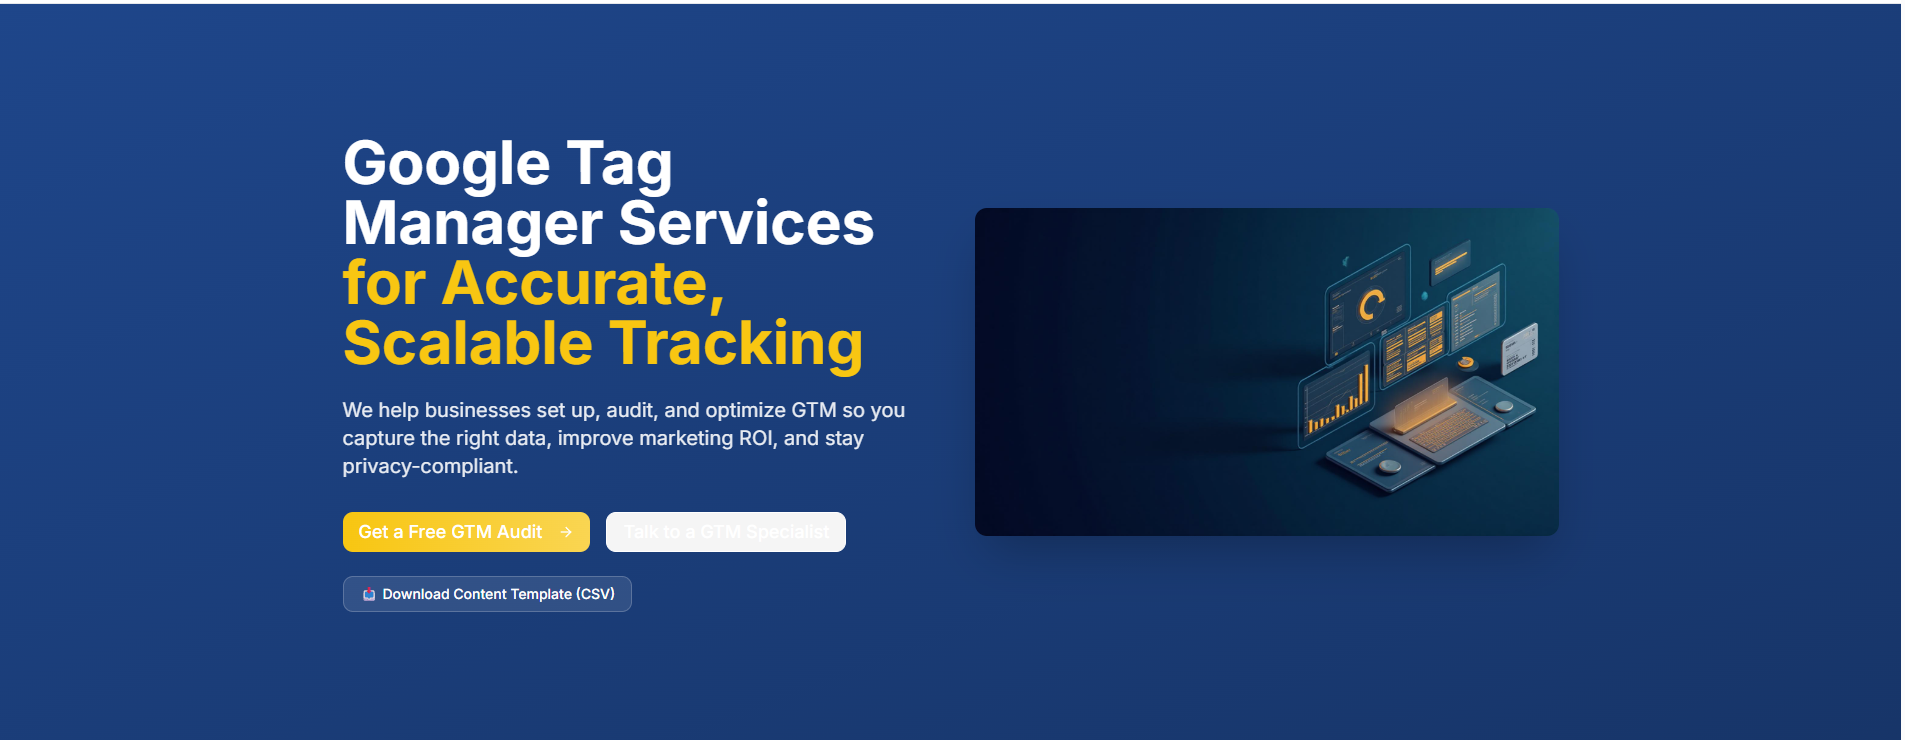 Google Tag
Manager Services
for Accurate,
Scalable Tracking
We help businesses set up, audit, and optimize GTM so you
capture the right data, improve marketing ROI, and stay
privacy-compliant.
Get a Free GTM Audit →
Talk to a GTM Specialist
Download Content Template (CSV)